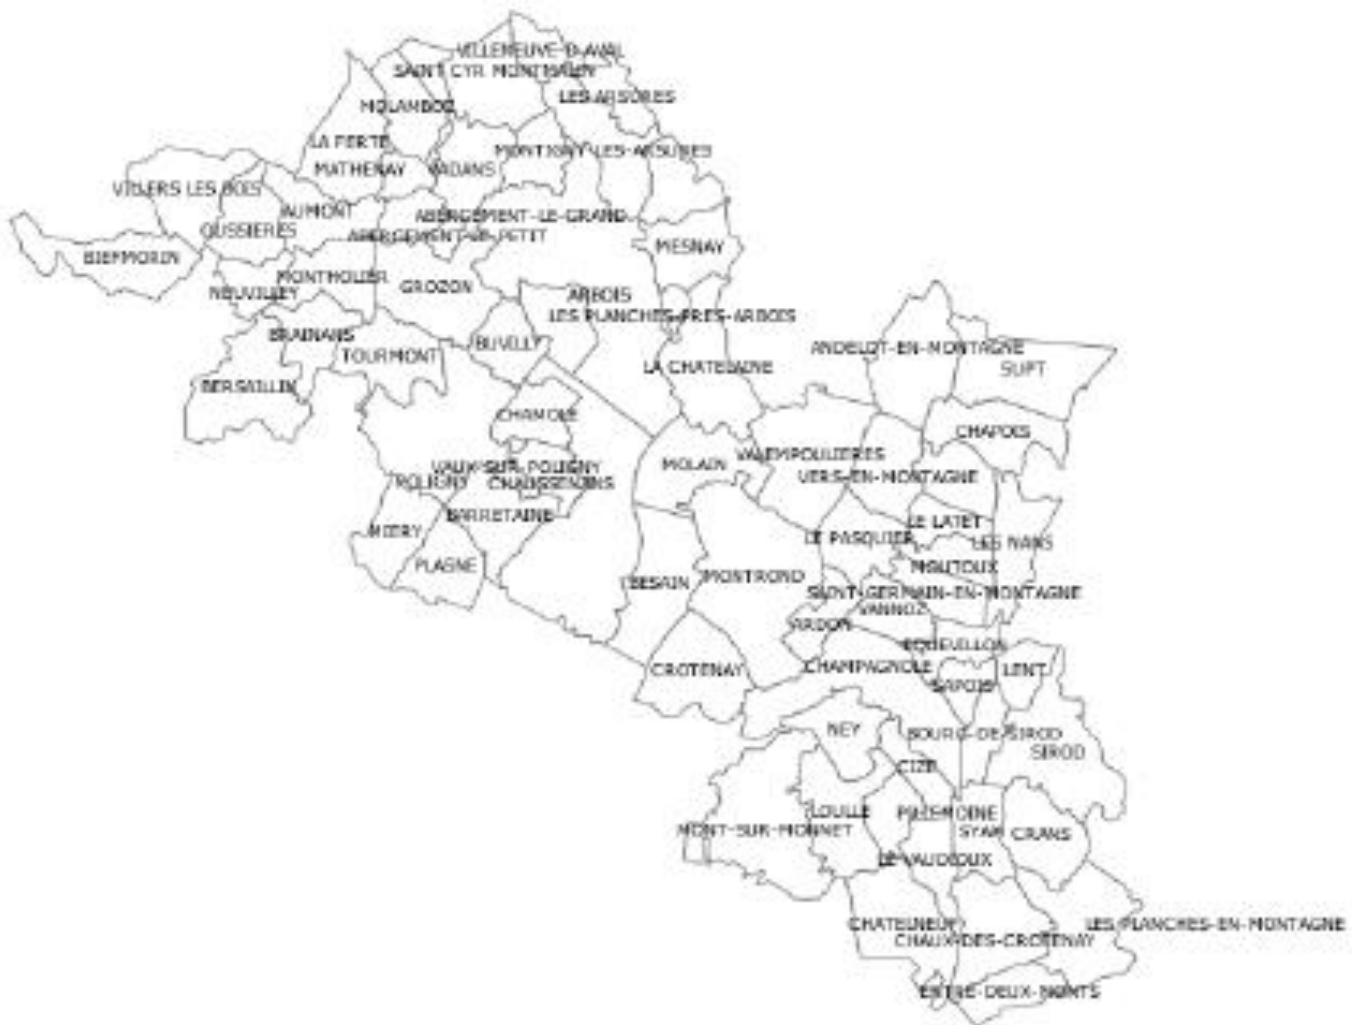 VILLENEUVE-D AVAL
SAINT CYR MONTMALIN
LES ARSURES
MOLAMBOZ
LA FERTE
MONTIGNY-LES-ARSURES
MATHENAY
VADANS
VILLERS LES BOIS
AUMONT
ABERGEMENT-LE-GRAND
OUSSIERES
ABERGEMENT-LE-PETIT
MESNAY
BIEFMORIN
MONTHOLIER
GROZON
NEUVILLEY
ARBOIS
LES PLANCHES-PRES-ARBOIS
BRAINANS
BUVILLY
ANDELOT-EN-MONTAGNE
TOURMONT
LA CHATELAINE
SUPT
BERSAILLIN
CHAMOLE
CHAPOIS
VALEMPOULIERES
MOLAIN
VAUX-SUR-POLIGNY
VERS-EN-MONTAGNE
POLIGNY
CHAUSSENANS
BARRETAINE
LE LATET
MIERY
LE PASQUIER
LES NANS
PLASNE
MOUTOUX
BESAIN
MONTROND
SAINT-GERMAIN-EN-MONTAGNE
VANNOZ
ARDON
EQUEVILLON
CHAMPAGNOLE
CROTENAY
LENT
SAPOIS
NEY
BOURG-DE-SIROD
SIROD
CIZE
LOULLE
PILLEMOINE
MONT-SUR-MONNET
SYAM
CRANS
LE VAUDIOUX
CHATELNEUF
LES PLANCHES-EN-MONTAGNE
CHAUX-DES-CROTENAY
ENTRE-DEUX-MONTS